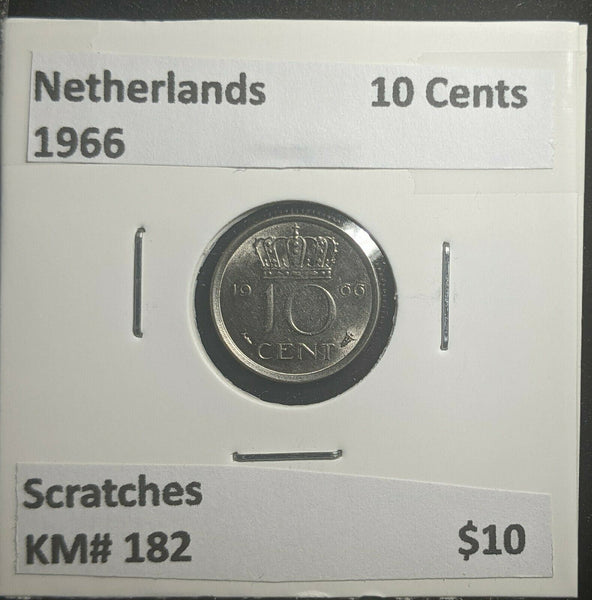 Netherlands 10 Cents
1966
19 66
10
CENT
Scratches
KM# 182 $10